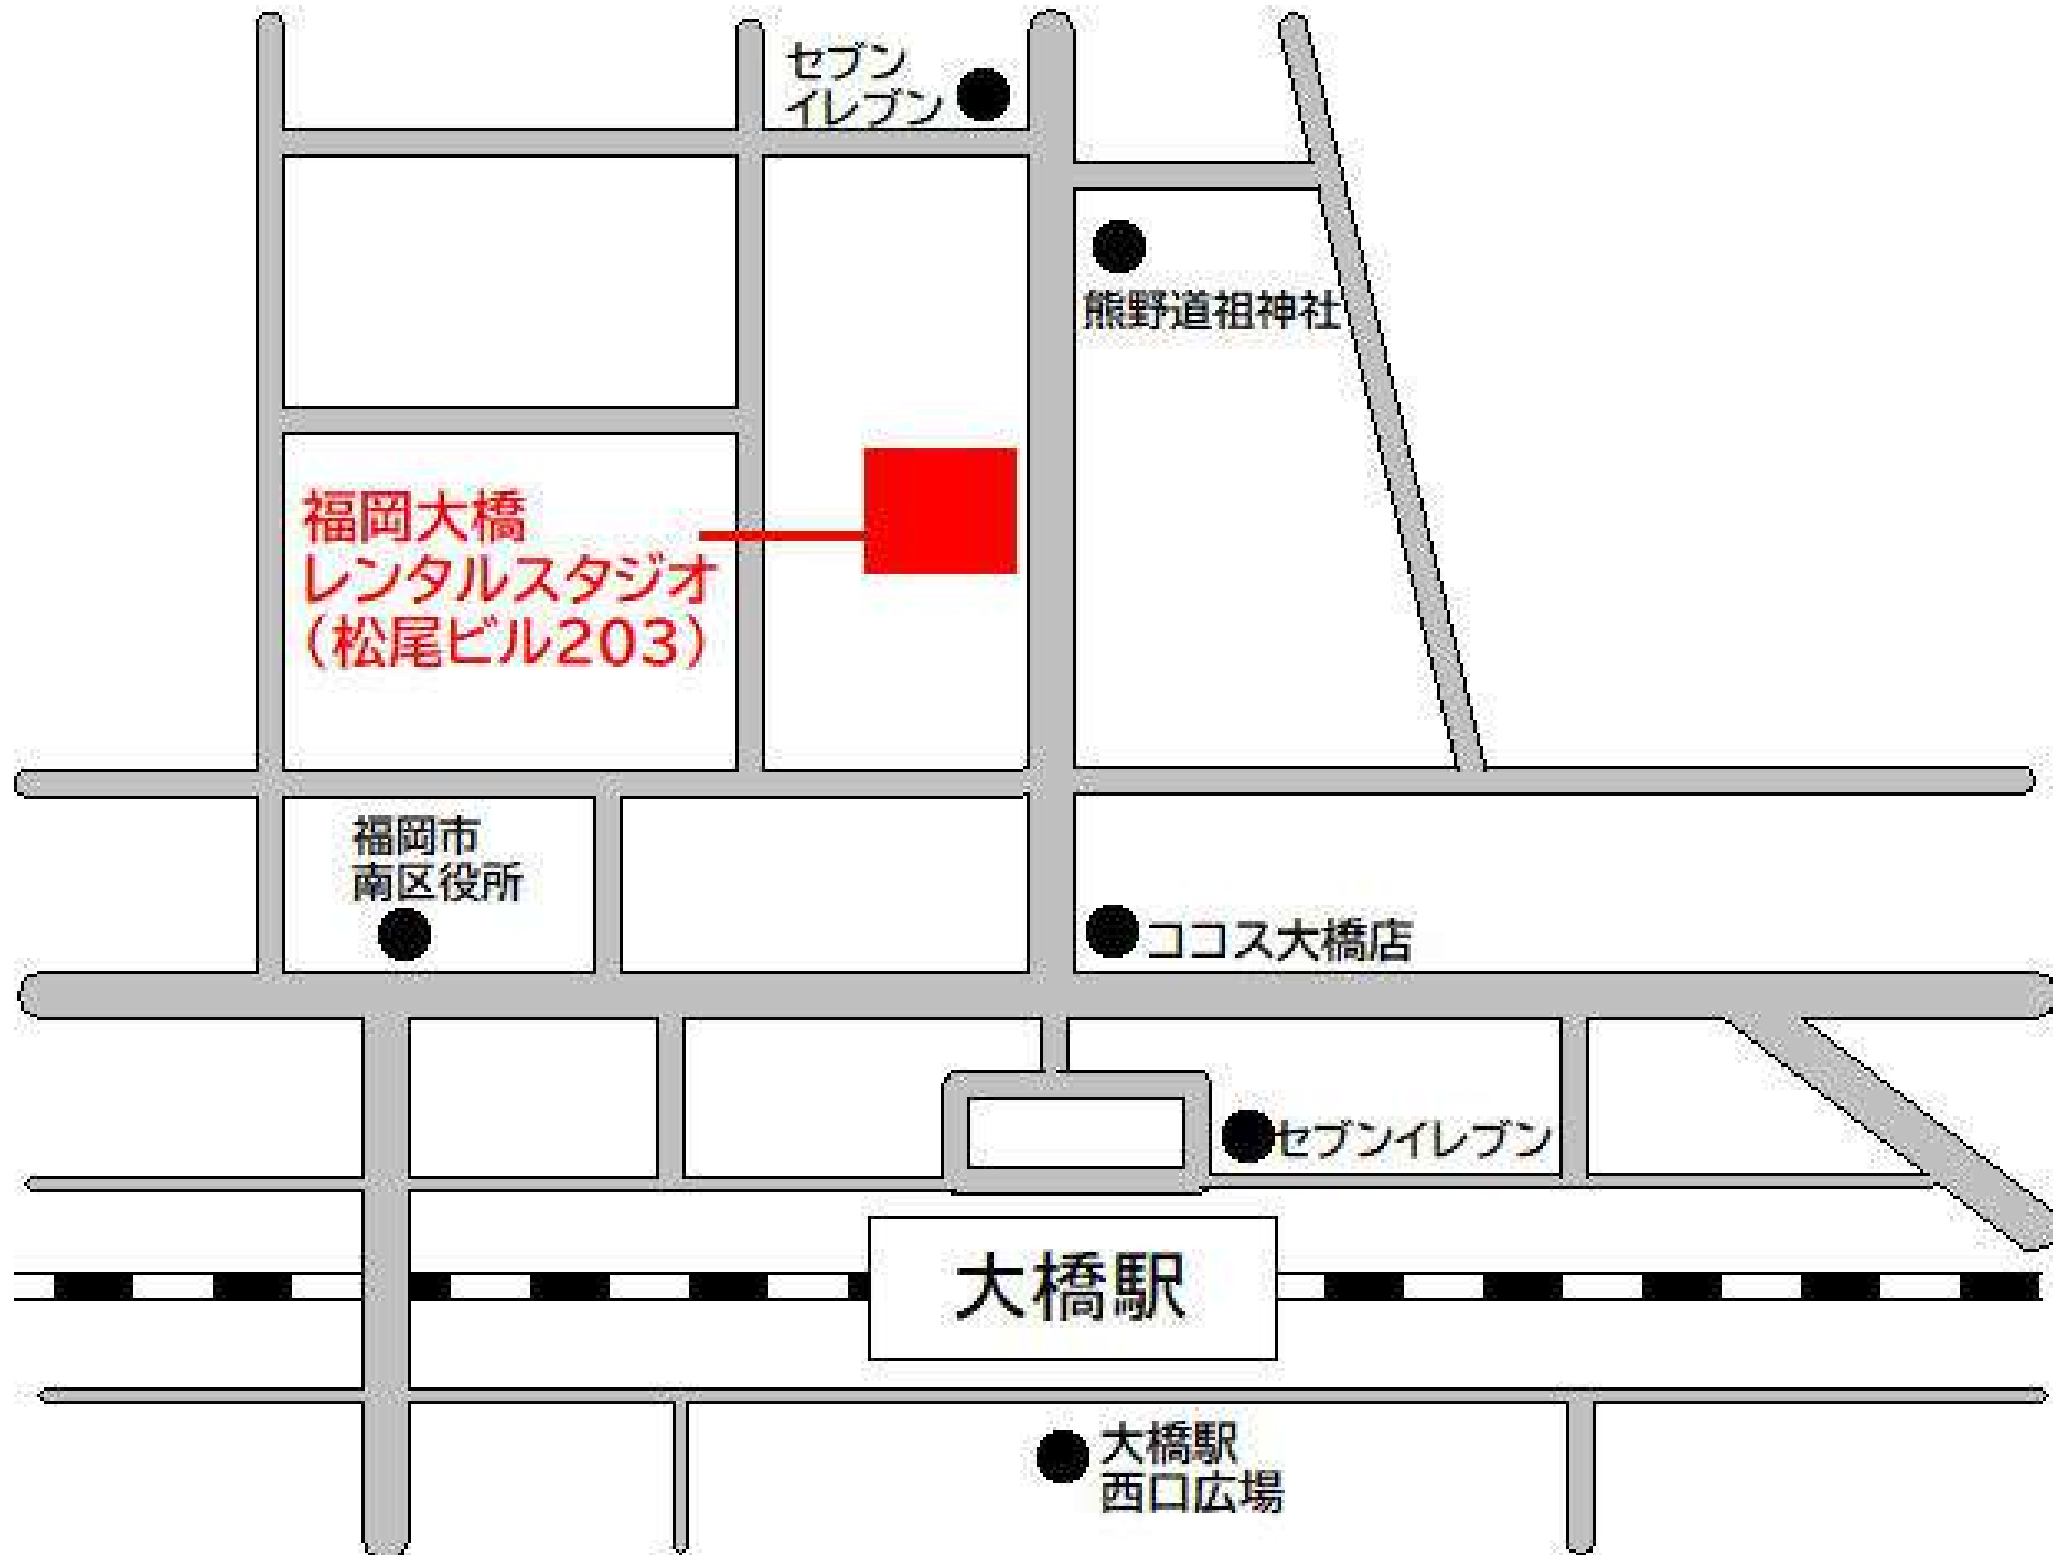 セブン
イレブン
熊野道祖神社
福岡大橋
レンタルスタジオ
（松尾ビル203）
福岡市
南区役所
ココス大橋店
セブンイレブン
大橋駅
大橋駅
西口広場